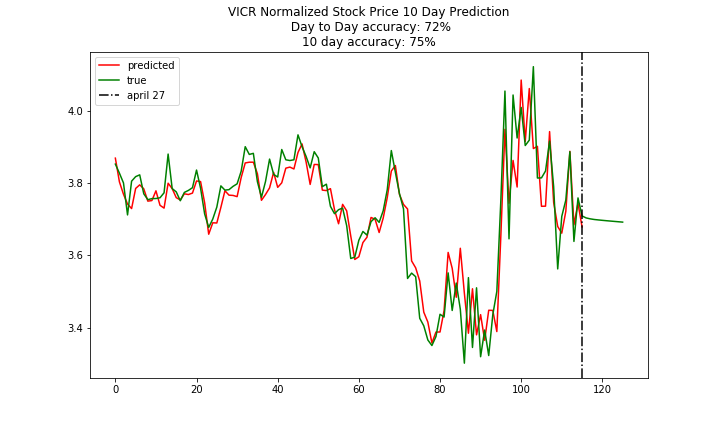 VICR Normalized Stock Price 10 Day Prediction
Day to Day accuracy: 72%
10 day accuracy: 75%
predicted
true
april 27
4.0
3.8
3.6
3.4
0 20 40 60 80 100 120